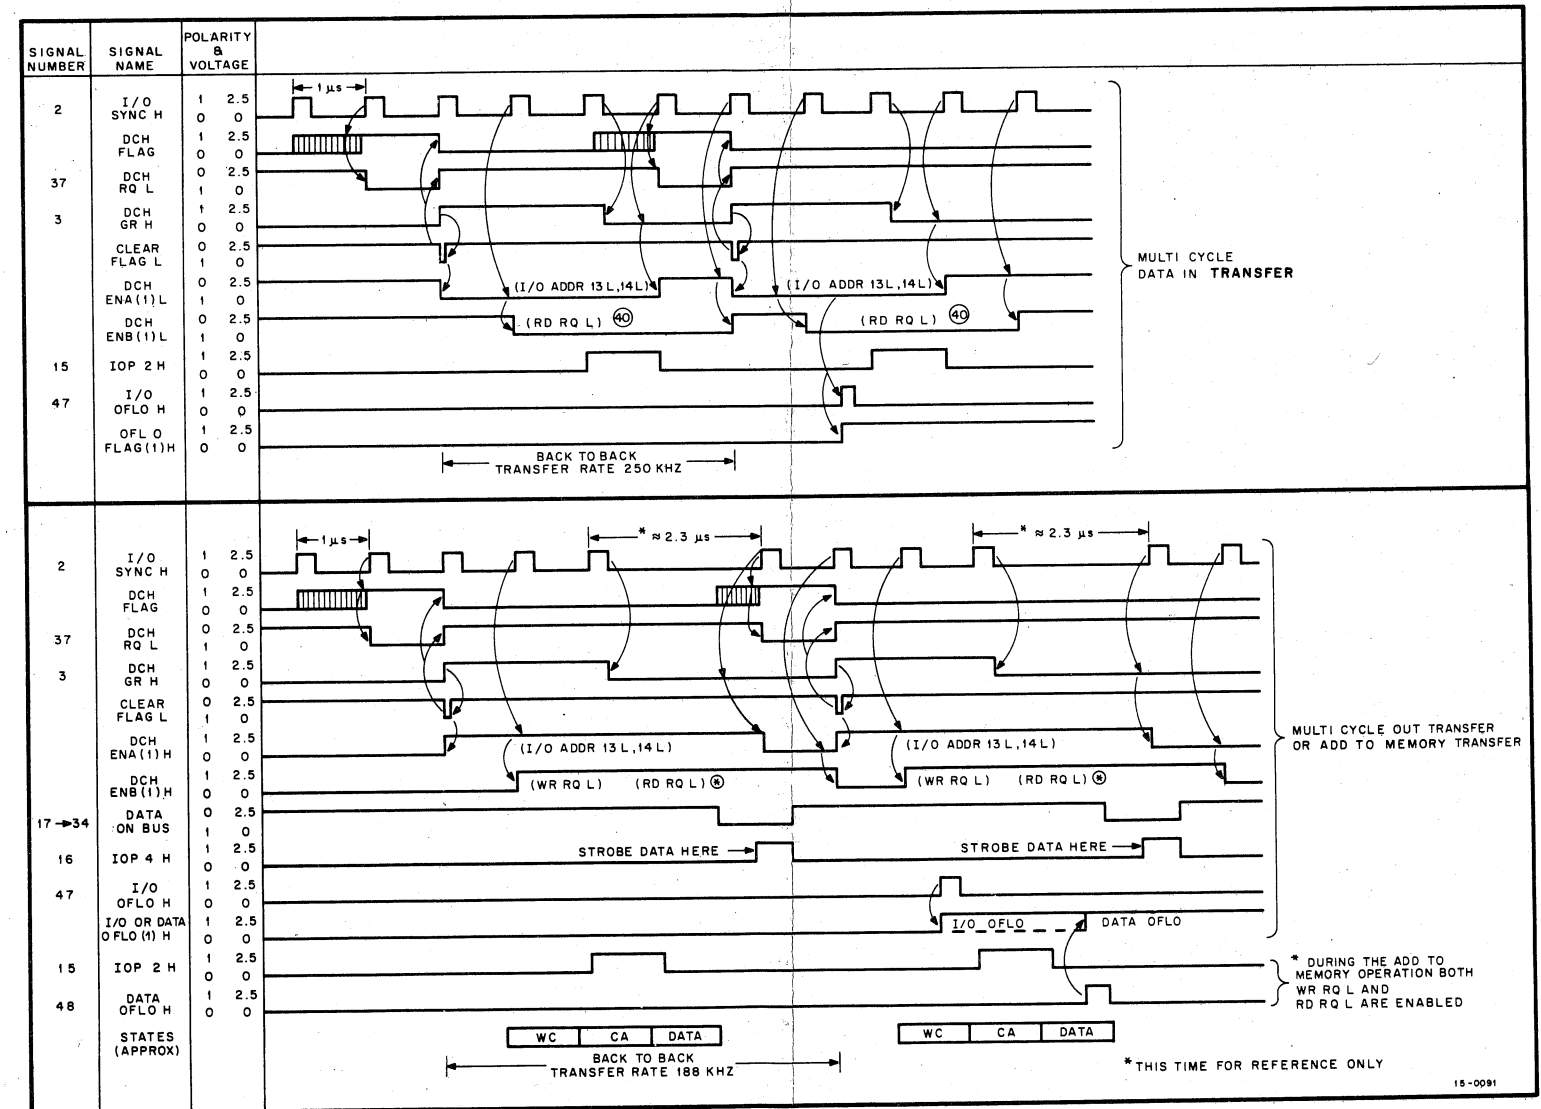 SIGNAL NUMBER
SIGNAL NAME
POLARITY & VOLTAGE
1 µs
2
I/O SYNC H
1 2.5
0 0
DCH FLAG
1 2.5
0 0
37
DCH RQ L
0 2.5
1 0
3
DCH GR H
1 2.5
0 0
CLEAR FLAG L
0 2.5
1 0
DCH ENA(1)L
0 2.5
1 0
(I/O ADDR 13L,14L)
(I/O ADDR 13L,14L)
DCH ENB(1)L
0 2.5
1 0
(RD RQ L) 40
(RD RQ L) 40
15
IOP 2 H
1 2.5
0 0
47
I/O OFLO H
1 2.5
0 0
OFL O FLAG(1)H
1 2.5
0 0
BACK TO BACK
TRANSFER RATE 250 KHZ
MULTI CYCLE
DATA IN TRANSFER
1 µs
* ≈ 2.3 µs
* ≈ 2.3 µs
2
I/O SYNC H
1 2.5
0 0
DCH FLAG
1 2.5
0 0
37
DCH RQ L
0 2.5
1 0
3
DCH GR H
1 2.5
0 0
CLEAR FLAG L
0 2.5
1 0
DCH ENA(1)H
1 2.5
0 0
(I/O ADDR 13L,14L)
(I/O ADDR 13L,14L)
DCH ENB(1)H
1 2.5
0 0
(WR RQ L) (RD RQ L) *
(WR RQ L) (RD RQ L) *
17→34
DATA ON BUS
0 2.5
1 0
16
IOP 4 H
1 2.5
0 0
STROBE DATA HERE
STROBE DATA HERE
47
I/O OFLO H
1 2.5
0 0
I/O OR DATA OFLO(1) H
1 2.5
0 0
I/O OFLO
DATA OFLO
15
IOP 2 H
1 2.5
0 0
48
DATA OFLO H
1 2.5
0 0
MULTI CYCLE OUT TRANSFER
OR ADD TO MEMORY TRANSFER
* DURING THE ADD TO
MEMORY OPERATION BOTH
WR RQ L AND
RD RQ L ARE ENABLED
STATES (APPROX)
WC CA DATA
WC CA DATA
BACK TO BACK
TRANSFER RATE 188 KHZ
*THIS TIME FOR REFERENCE ONLY
15-0091